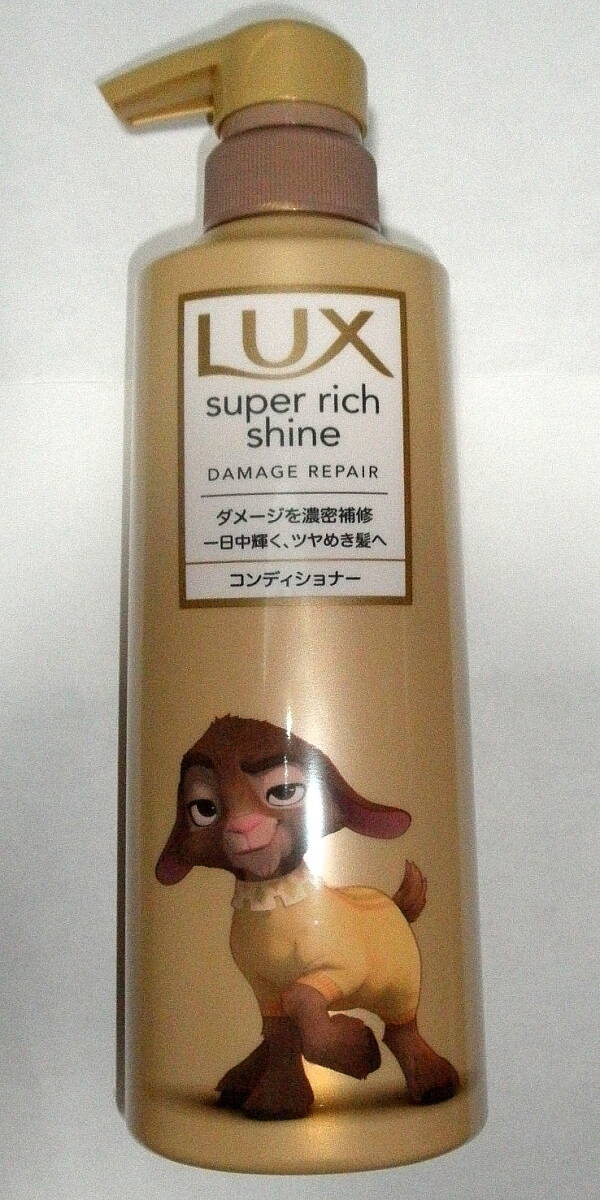 LUX
super rich
shine
DAMAGE REPAIR
ダメージを濃密補修
一日中輝く、ツヤめき髪へ
コンディショナー